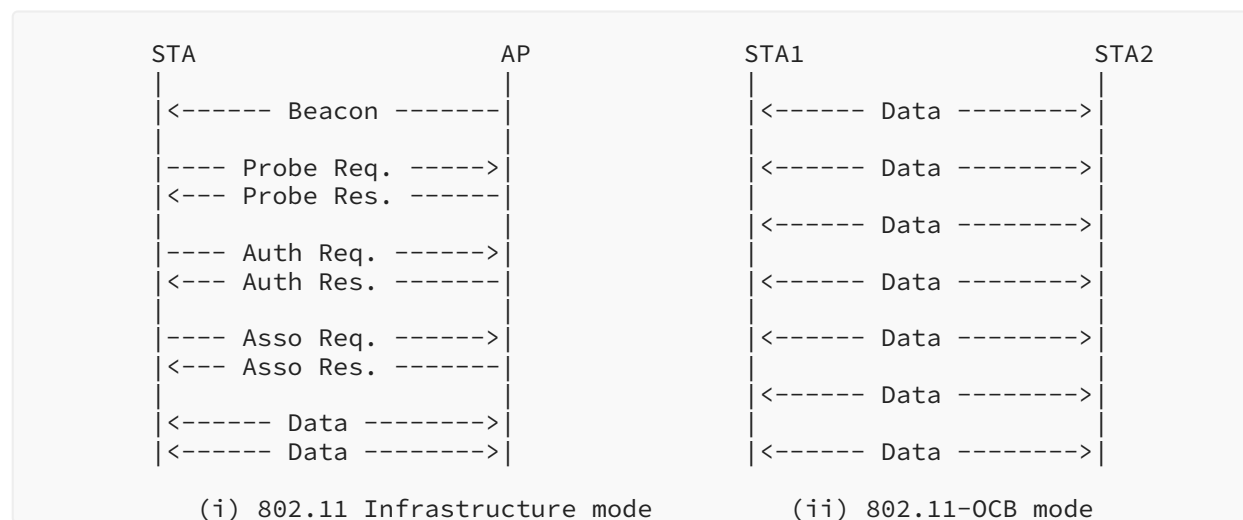 STA                    AP               STA1                   STA2
|                      |                |                      |
|<------ Beacon -------|                |<------ Data -------->|
|                      |                |                      |
|---- Probe Req. ----->|                |<------ Data -------->|
|<--- Probe Res. ------|                |                      |
|                      |                |<------ Data -------->|
|---- Auth Req. ------>|                |                      |
|<--- Auth Res. -------|                |<------ Data -------->|
|                      |                |                      |
|---- Asso Req. ------>|                |<------ Data -------->|
|<--- Asso Res. -------|                |                      |
|                      |                |<------ Data -------->|
|<------ Data -------->|                |                      |
|<------ Data -------->|                |<------ Data -------->|
(i) 802.11 Infrastructure mode         (ii) 802.11-OCB mode